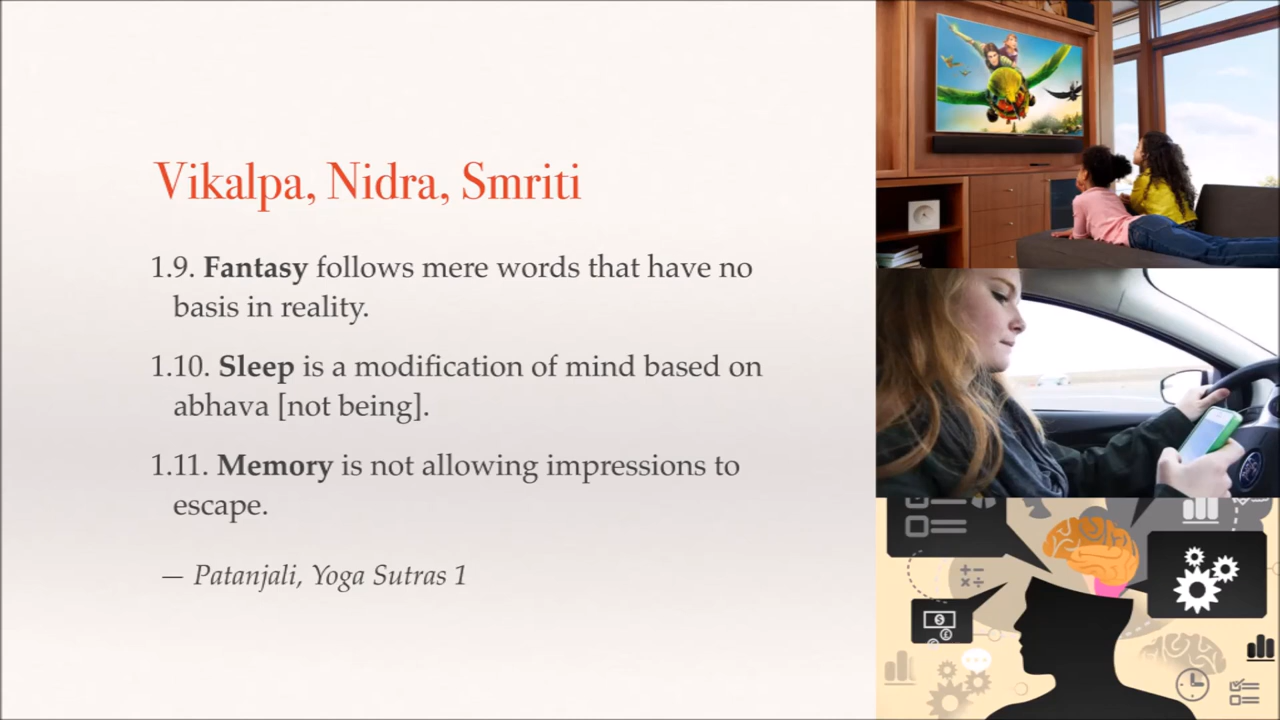 Vikalpa, Nidra, Smriti
1.9. Fantasy follows mere words that have no
basis in reality.
1.10. Sleep is a modification of mind based on
abhava [not being].
1.11. Memory is not allowing impressions to
escape.
— Patanjali, Yoga Sutras 1